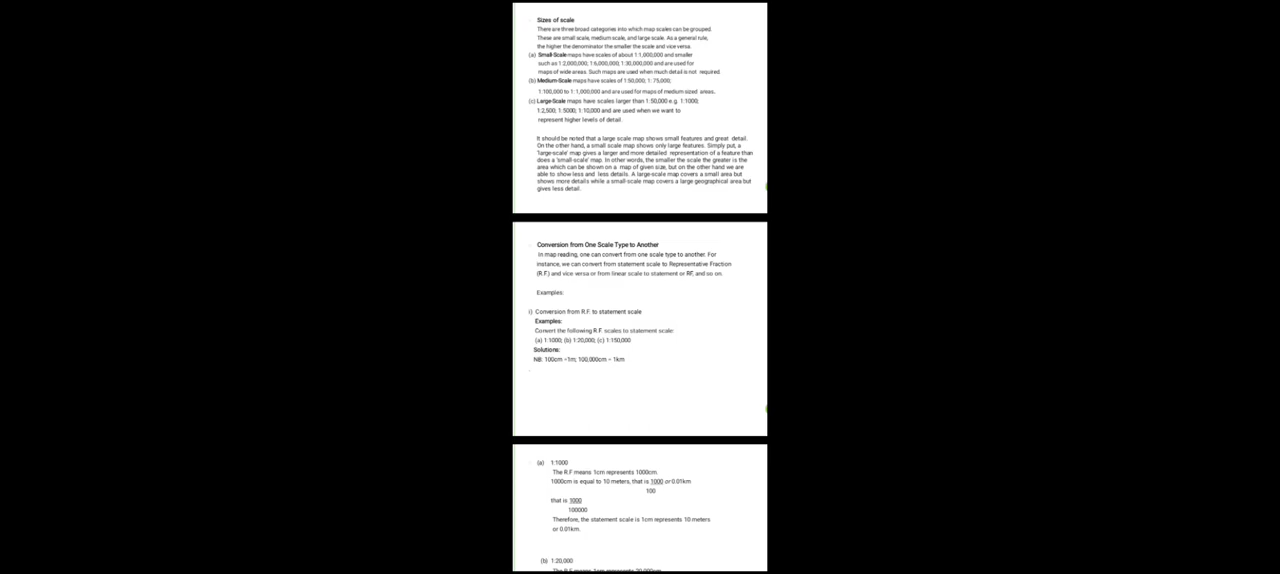 Sizes of scale
There are three broad categories into which map scales can be grouped.
These are small scale, medium scale, and large scale. As a general rule,
the higher the denominator the smaller the scale and vice versa.
(a) Small-Scale maps have scales of about 1:1,000,000 and smaller
such as 1:2,000,000; 1:6,000,000; 1:30,000,000 and are used for
maps of wide areas. Such maps are used when much detail is not required.
(b) Medium-Scale maps have scales of 1:50,000; 1: 75,000;
1:100,000 to 1:1,000,000 and are used for maps of medium sized areas.
(c) Large-Scale maps have scales larger than 1:50,000 e.g. 1:1000;
1:2,500; 1:5000; 1:10,000 and are used when we want to
represent higher levels of detail.
It should be noted that a large scale map shows small features and great detail.
On the other hand, a small scale map shows only large features. Simply put, a
'large-scale' map gives a larger and more detailed representation of a feature than
does a 'small-scale' map. In other words, the smaller the scale the greater is the
area which can be shown on a map of given size, but on the other hand we are
able to show less and less details. A large-scale map covers a small area but
shows more details while a small-scale map covers a large geographical area but
gives less detail.
Conversion from One Scale Type to Another
In map reading, one can convert from one scale type to another. For
instance, we can convert from statement scale to Representative Fraction
(R.F.) and vice versa or from linear scale to statement or RF, and so on.
Examples:
i) Conversion from R.F. to statement scale
Examples:
Convert the following R.F. scales to statement scale:
(a) 1:1000; (b) 1:20,000; (c) 1:150,000
Solutions:
NB: 100cm =1m; 100,000cm = 1km
(a) 1:1000
The R.F means 1cm represents 1000cm.
1000cm is equal to 10 meters, that is 1000 or 0.01km
100
that is 1000
100000
Therefore, the statement scale is 1cm represents 10 meters
or 0.01km.
(b) 1:20,000
The R.F means 1cm represents 20,000cm